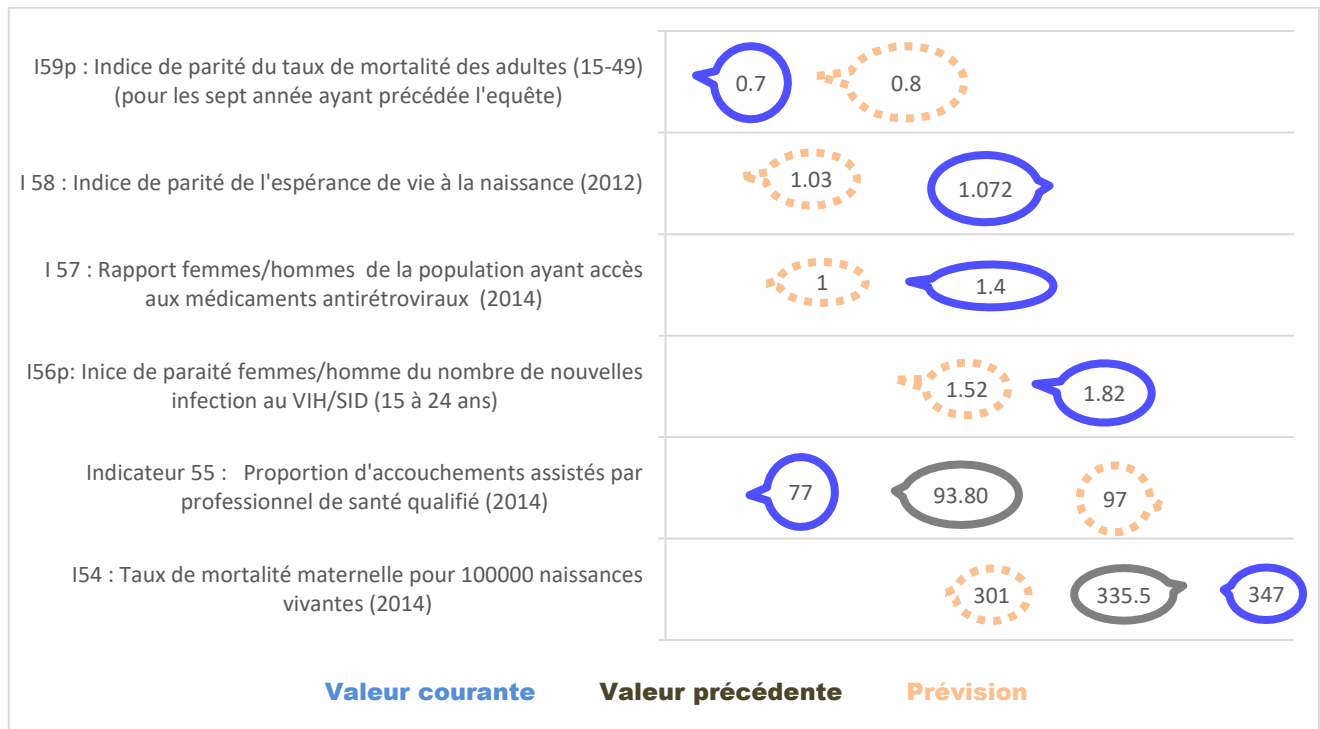 I59p : Indice de parité du taux de mortalité des adultes (15-49)
(pour les sept année ayant précédée l'equête)
0.7
0.8
I 58 : Indice de parité de l'espérance de vie à la naissance (2012)
1.03
1.072
I 57 : Rapport femmes/hommes de la population ayant accès
aux médicaments antirétroviraux (2014)
1
1.4
I56p: Inice de paraité femmes/homme du nombre de nouvelles
infection au VIH/SID (15 à 24 ans)
1.52
1.82
Indicateur 55 : Proportion d'accouchements assistés par
professionnel de santé qualifié (2014)
77
93.80
97
I54 : Taux de mortalité maternelle pour 100000 naissances
vivantes (2014)
301
335.5
347
Valeur courante Valeur précédente Prévision